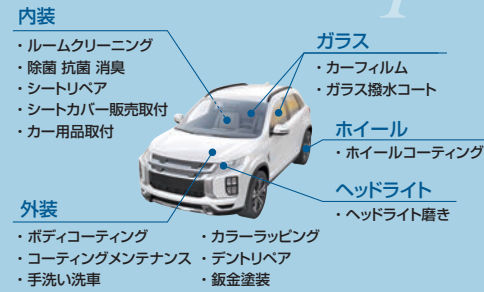 内装
・ルームクリーニング
・除菌 抗菌 消臭
・シートリペア
・シートカバー販売取付
・カー用品取付
ガラス
・カーフィルム
・ガラス撥水コート
ホイール
・ホイールコーティング
ヘッドライト
・ヘッドライト磨き
外装
・ボディコーティング
・コーティングメンテナンス
・手洗い洗車
・カラーラッピング
・デントリペア
・鈑金塗装